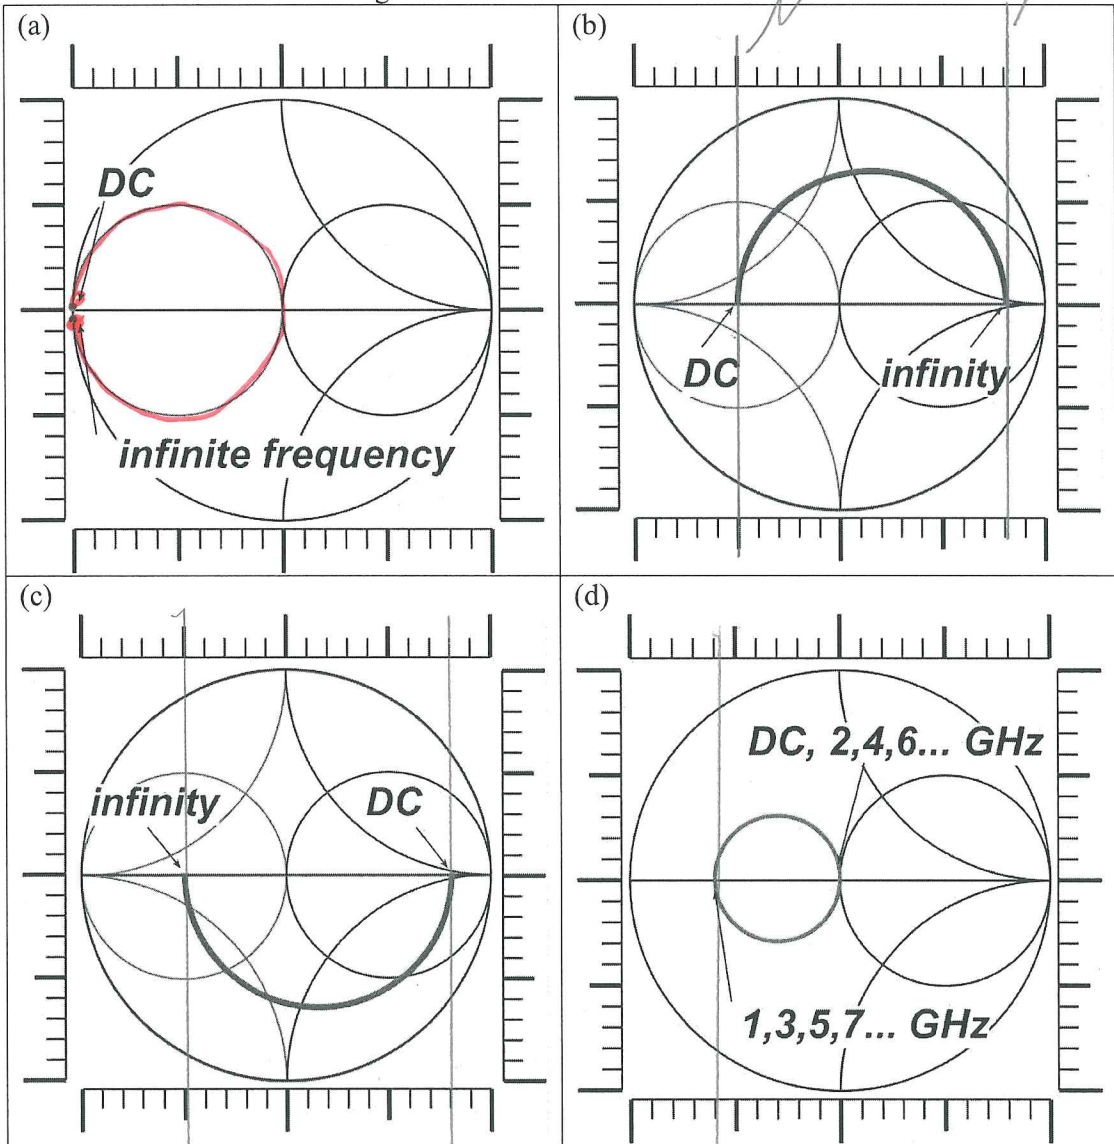 (a)
DC
infinite frequency
(b)
DC
infinity
(c)
infinity
DC
(d)
DC, 2,4,6... GHz
1,3,5,7... GHz